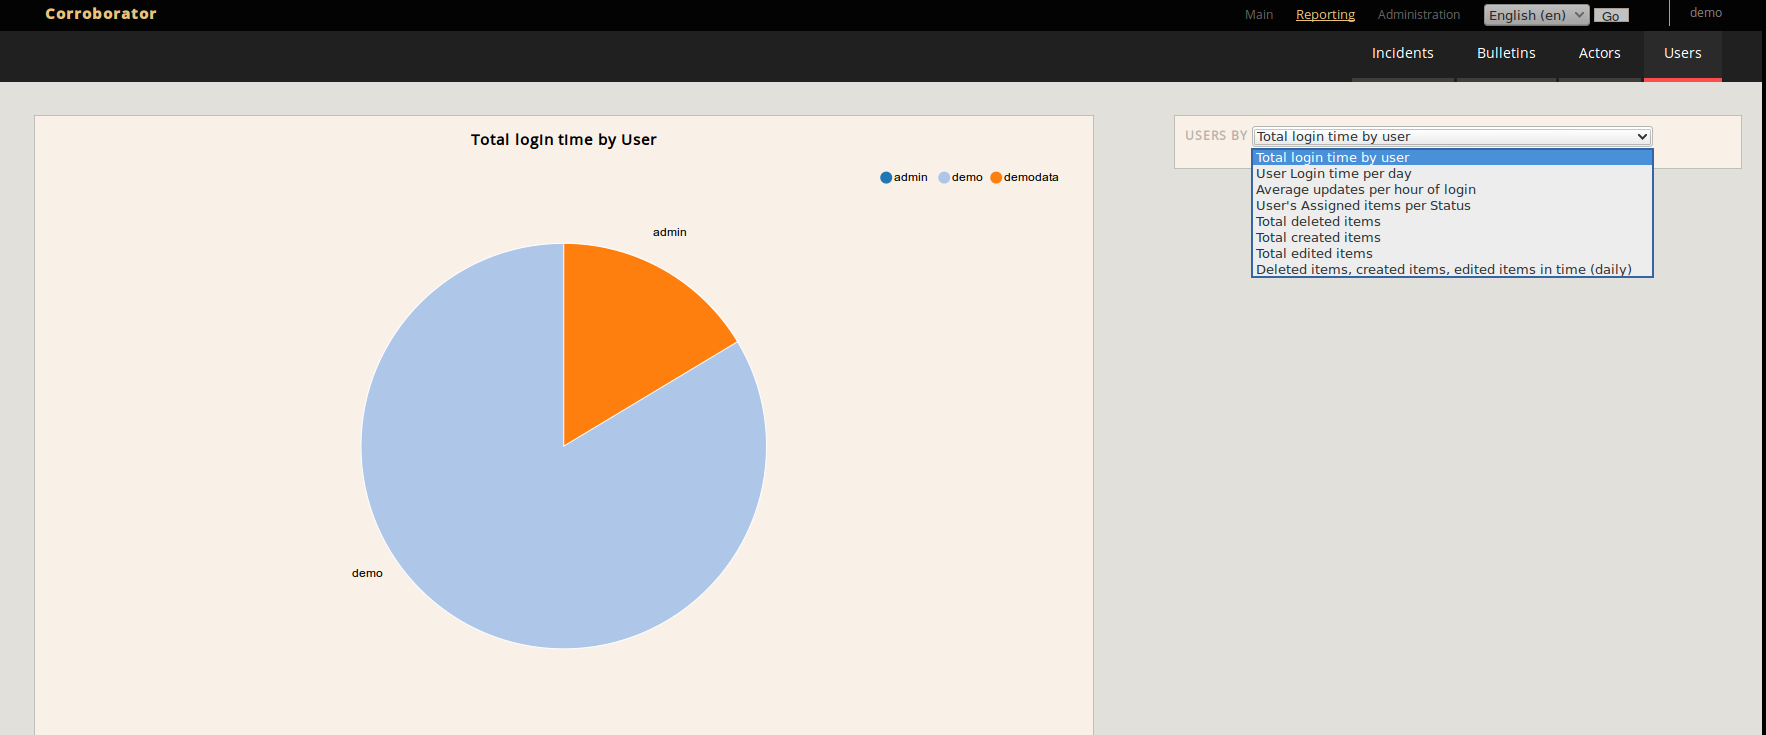 Corroborator
Main Reporting Administration English (en) Go demo
Incidents Bulletins Actors Users
Total login time by User
admin demo demodata
admin
demo
USERS BY Total login time by user
Total login time by user
User Login time per day
Average updates per hour of login
User's Assigned items per Status
Total deleted items
Total created items
Total edited items
Deleted items, created items, edited items in time (daily)